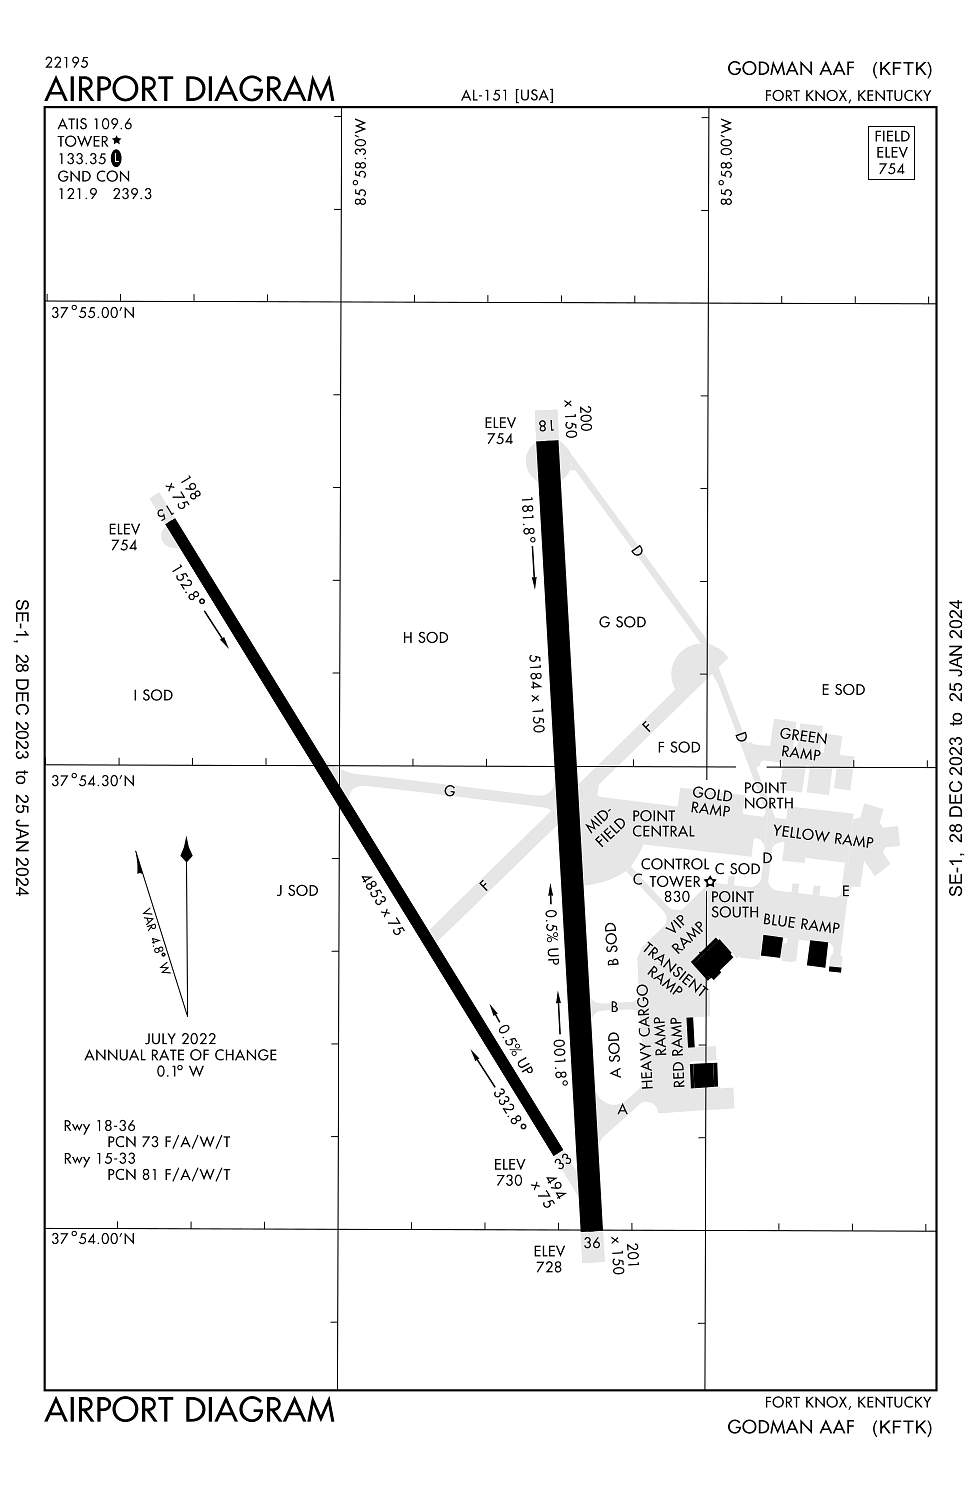 22195
AIRPORT DIAGRAM
AL-151 [USA]
GODMAN AAF (KFTK)
FORT KNOX, KENTUCKY
ATIS 109.6
TOWER
133.35 L
GND CON
121.9 239.3
85°58.30'W
85°58.00'W
FIELD
ELEV
754
37°55.00'N
ELEV
754
18
200
x 150
198
x 75
15
ELEV
754
152.8°
181.8°
D
G SOD
H SOD
5184 x 150
I SOD
E SOD
F
F SOD
D
GREEN
RAMP
37°54.30'N
G
GOLD
RAMP
POINT
NORTH
MID-
FIELD
POINT
CENTRAL
YELLOW RAMP
D
CONTROL
TOWER
830
C
C SOD
E
F
J SOD
4853 x 75
POINT
SOUTH
BLUE RAMP
VIP
RAMP
0.5% UP
B SOD
TRANSIENT
RAMP
VAR 4.8° W
B
HEAVY CARGO
RAMP
RED RAMP
A SOD
0.5% UP
001.8°
332.8°
A
JULY 2022
ANNUAL RATE OF CHANGE
0.1° W
Rwy 18-36
PCN 73 F/A/W/T
Rwy 15-33
PCN 81 F/A/W/T
33
ELEV
730
494
x 75
37°54.00'N
36
ELEV
728
201
x 150
SE-1, 28 DEC 2023 to 25 JAN 2024
SE-1, 28 DEC 2023 to 25 JAN 2024
AIRPORT DIAGRAM
FORT KNOX, KENTUCKY
GODMAN AAF (KFTK)